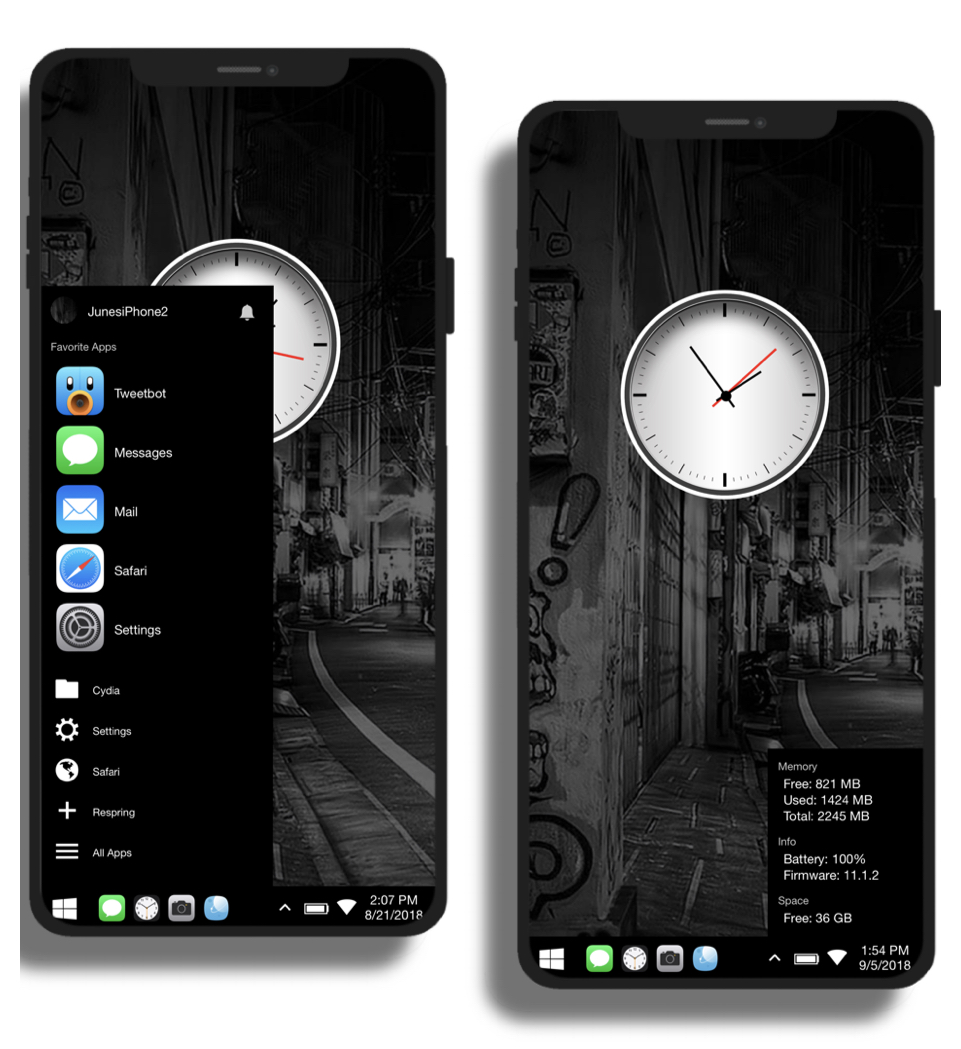 JunesiPhone2
Favorite Apps
Tweetbot
Messages
Mail
Safari
Settings
Cydia
Settings
Safari
Respring
All Apps
2:07 PM
8/21/2018
Memory
Free: 821 MB
Used: 1424 MB
Total: 2245 MB
Info
Battery: 100%
Firmware: 11.1.2
Space
Free: 36 GB
1:54 PM
9/5/2018